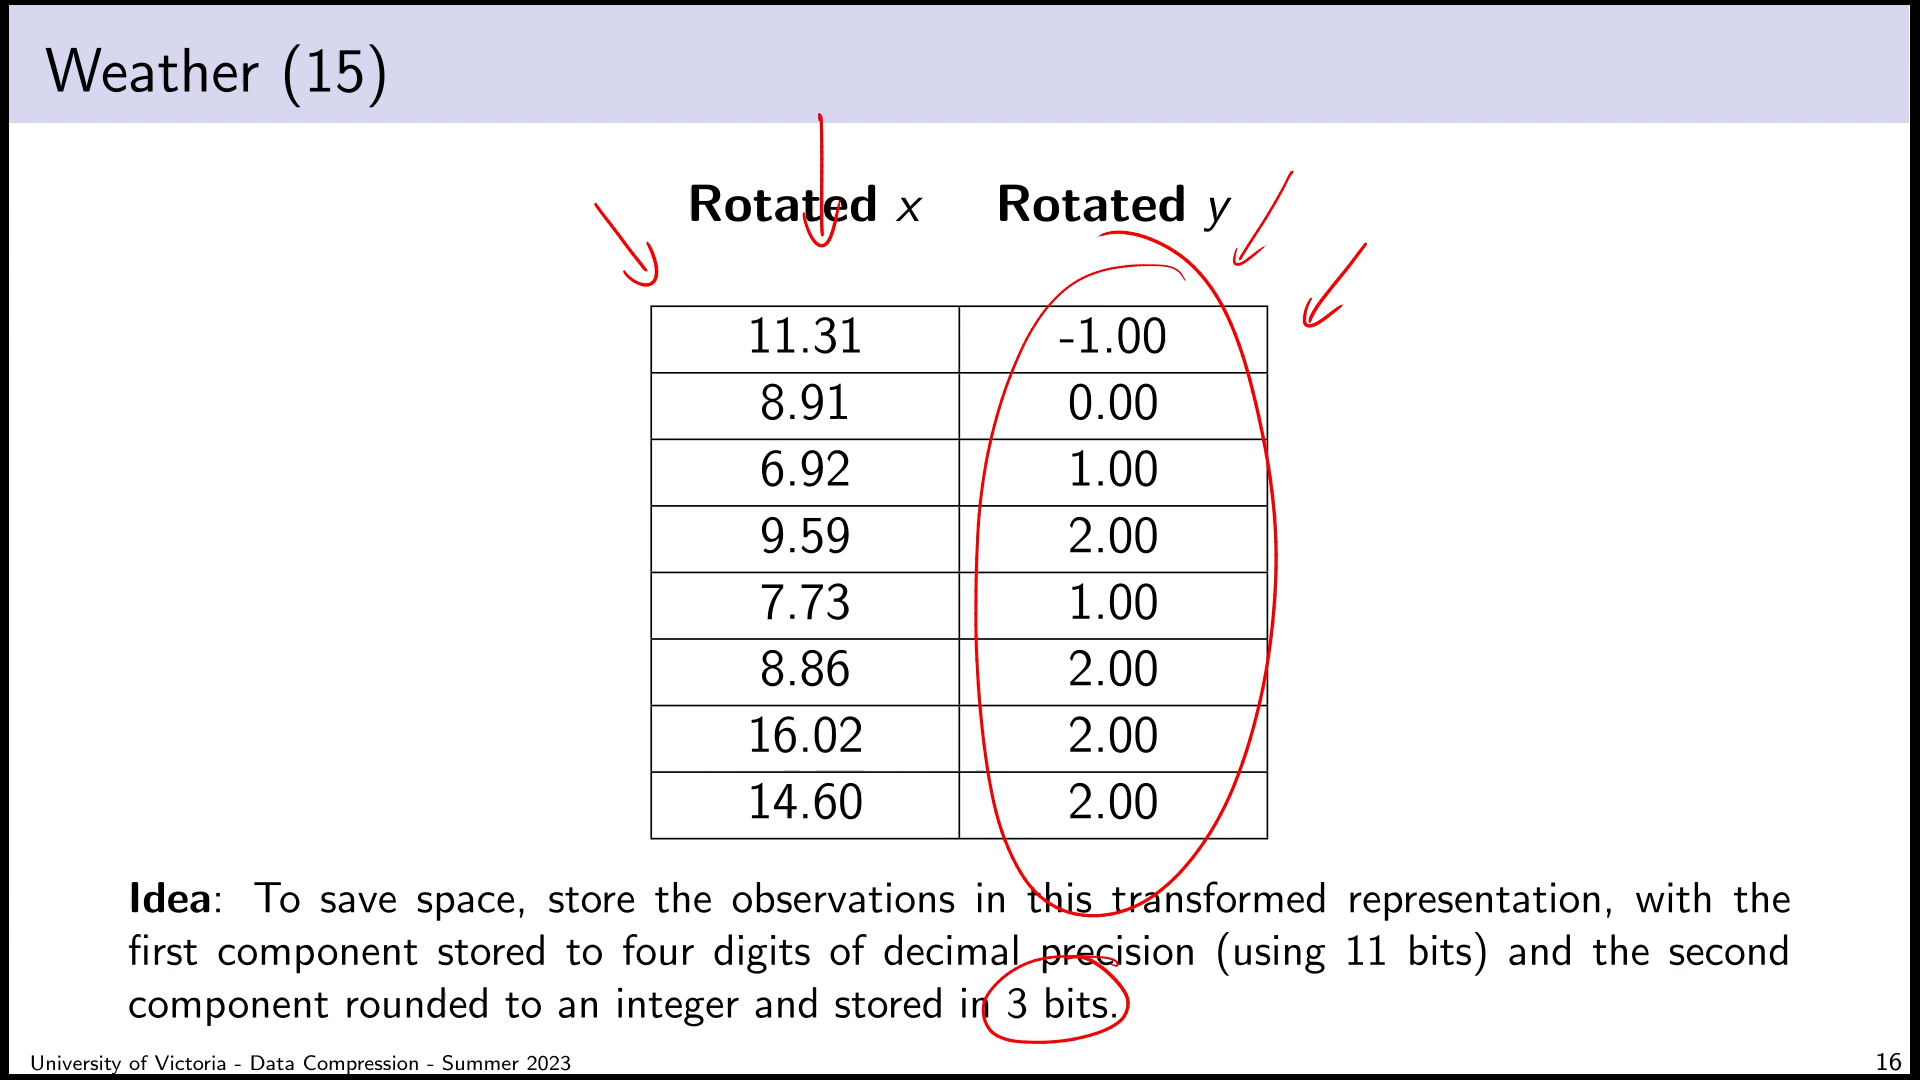 Weather (15)
Rotated x Rotated y
11.31 -1.00
8.91 0.00
6.92 1.00
9.59 2.00
7.73 1.00
8.86 2.00
16.02 2.00
14.60 2.00
Idea: To save space, store the observations in this transformed representation, with the
first component stored to four digits of decimal precision (using 11 bits) and the second
component rounded to an integer and stored in 3 bits.
University of Victoria - Data Compression - Summer 2023 16